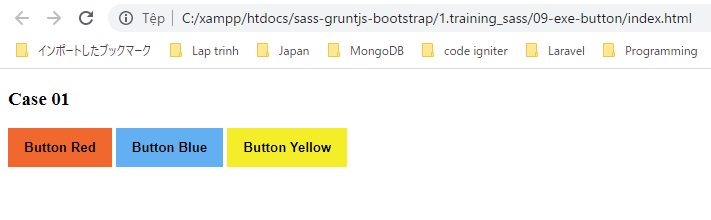 Tệp C:/xampp/htdocs/sass-gruntjs-bootstrap/1.training_sass/09-exe-button/index.html
インポートしたブックマーク Lap trinh Japan MongoDB code igniter Laravel Programming
Case 01
Button Red Button Blue Button Yellow